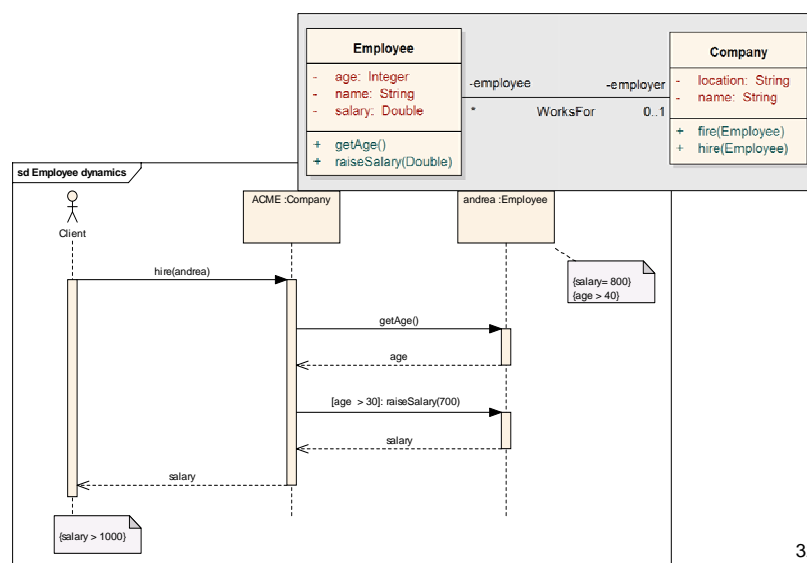 Employee
- age: Integer
- name: String
- salary: Double
+ getAge()
+ raiseSalary(Double)
-employee
-employer
*
WorksFor
0..1
Company
- location: String
- name: String
+ fire(Employee)
+ hire(Employee)
sd Employee dynamics
Client
ACME :Company
andrea :Employee
{salary= 800}
{age > 40}
hire(andrea)
getAge()
age
[age > 30]: raiseSalary(700)
salary
salary
{salary > 1000}
3